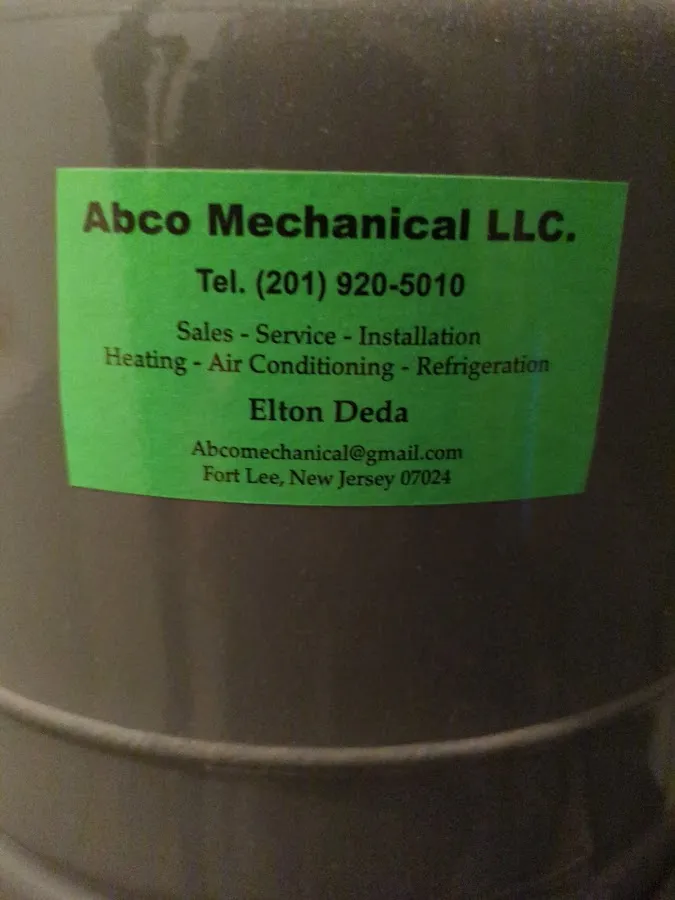 Abco Mechanical LLC.
Tel. (201) 920-5010
Sales - Service - Installation
Heating - Air Conditioning - Refrigeration
Elton Deda
Abcomechanical@gmail.com
Fort Lee, New Jersey 07024